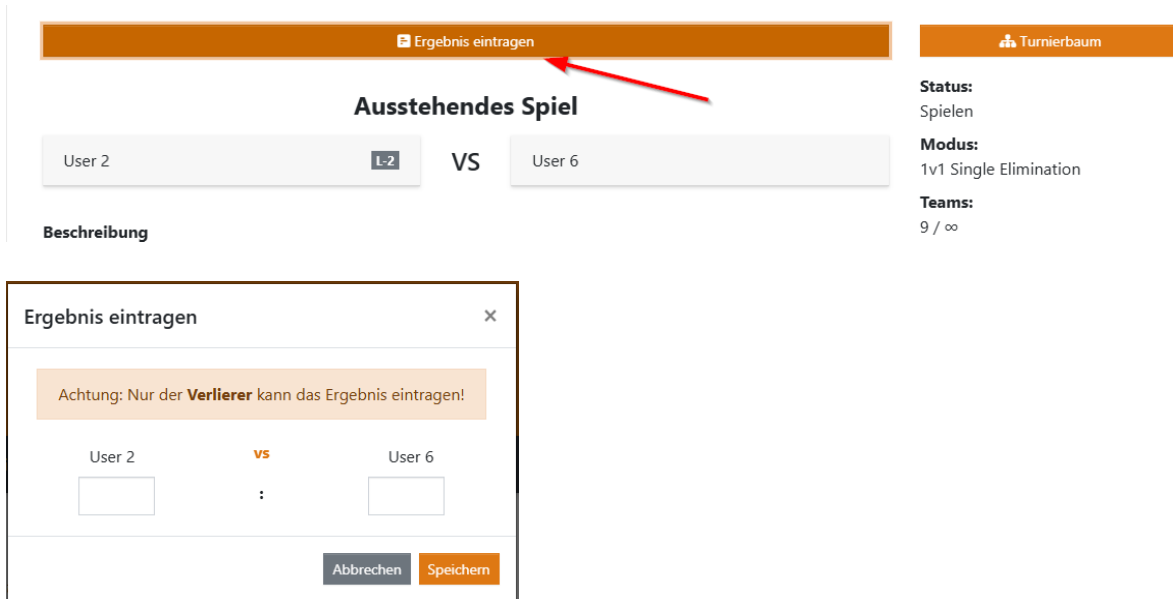 Ergebnis eintragen
Turnierbaum
Ausstehendes Spiel
User 2 L-2 VS User 6
Beschreibung
Status:
Spielen
Modus:
1v1 Single Elimination
Teams:
9 / ∞
Ergebnis eintragen ×
Achtung: Nur der Verlierer kann das Ergebnis eintragen!
User 2 vs User 6
:
Abbrechen Speichern